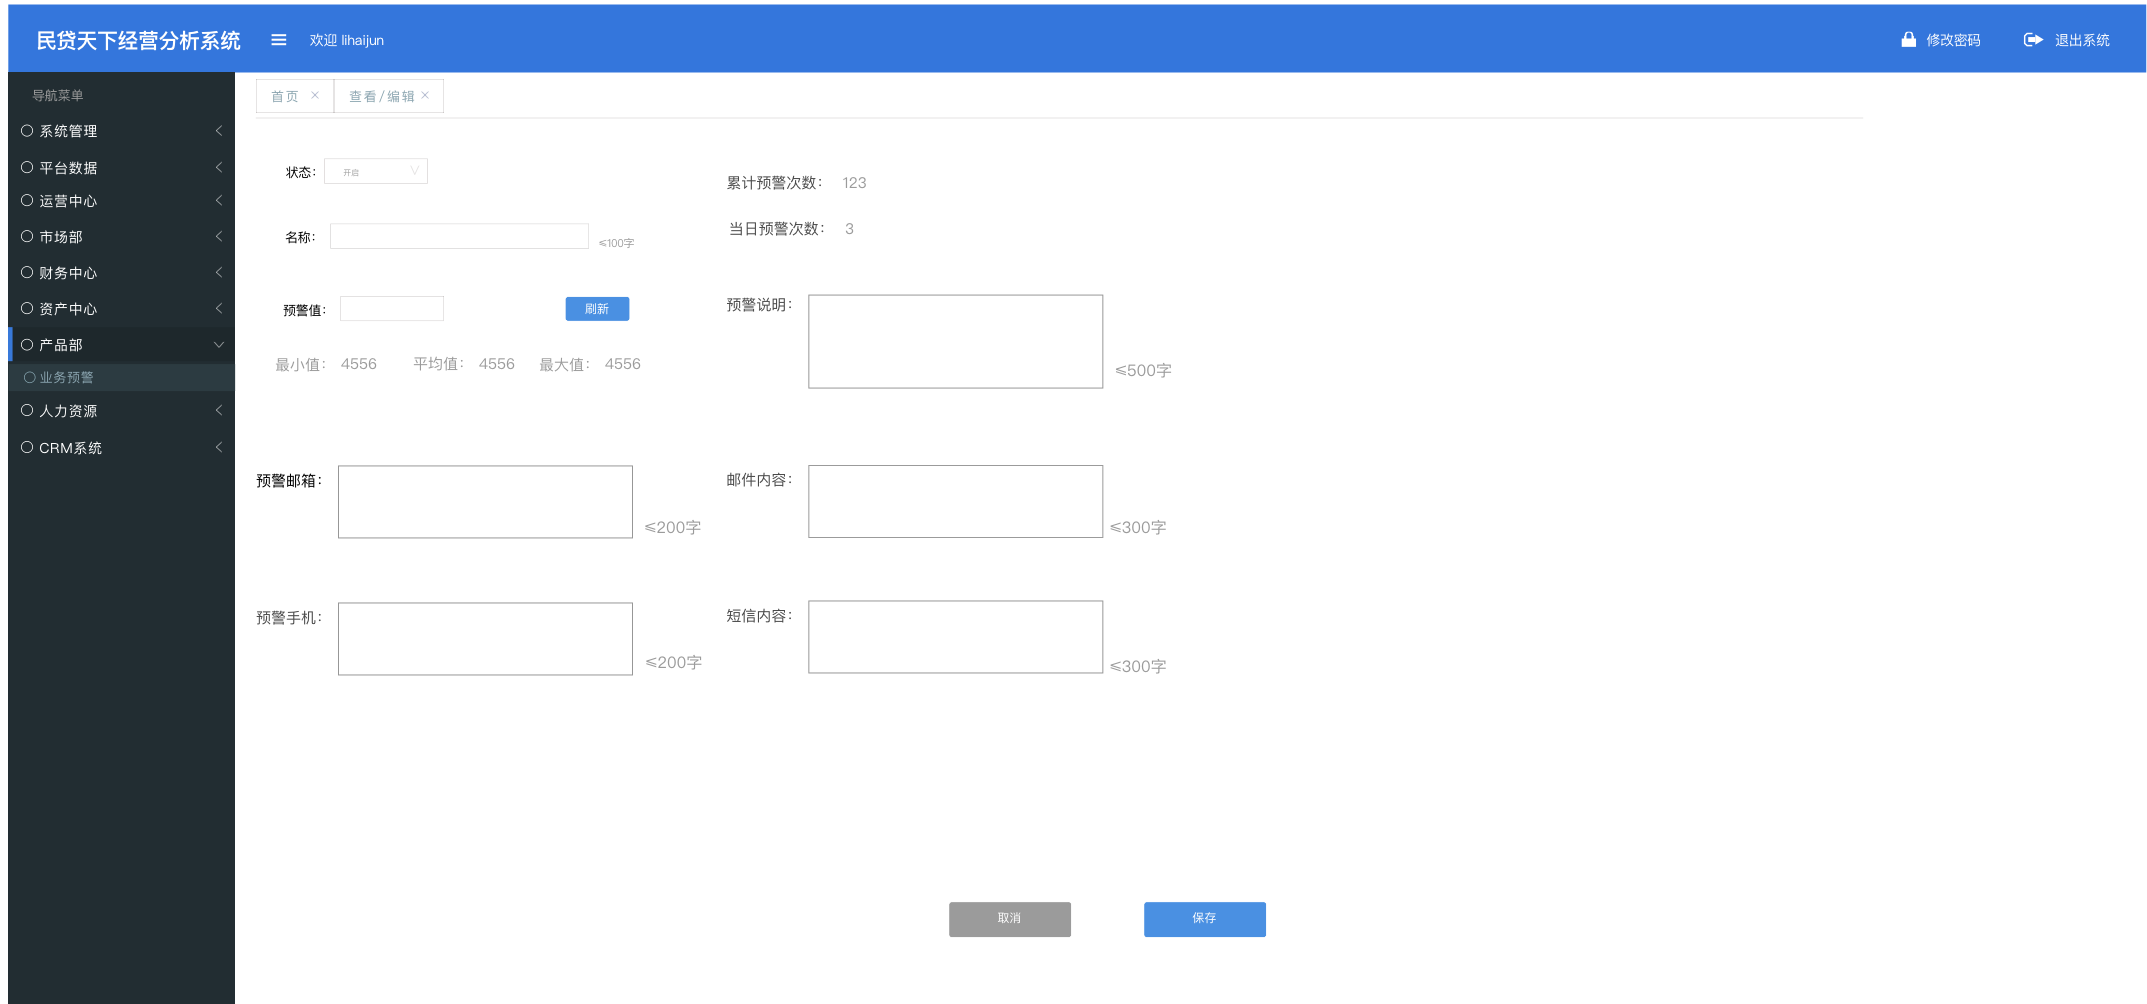 民贷天下经营分析系统 欢迎 lihaijun 修改密码 退出系统
导航菜单
系统管理
平台数据
运营中心
市场部
财务中心
资产中心
产品部
业务预警
人力资源
CRM系统
首页 × 查看/编辑 ×
状态： 开启
名称： ≤100字
预警值： 刷新
最小值： 4556 平均值： 4556 最大值： 4556
累计预警次数： 123
当日预警次数： 3
预警说明： ≤500字
预警邮箱： ≤200字
邮件内容： ≤300字
预警手机： ≤200字
短信内容： ≤300字
取消 保存